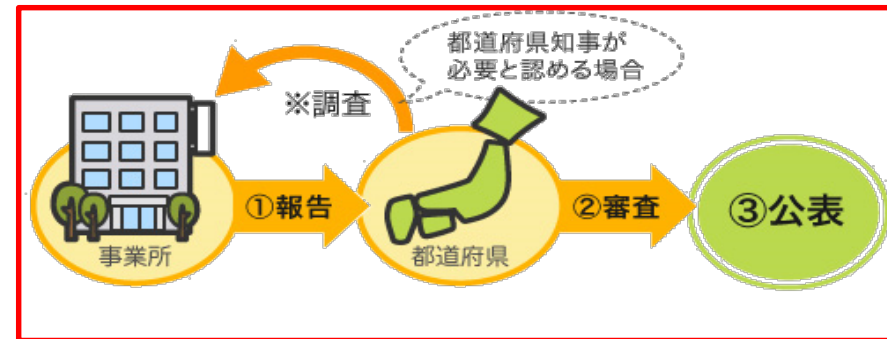 都道府県知事が
必要と認める場合
※調査
①報告
②審査
③公表
事業所
都道府県